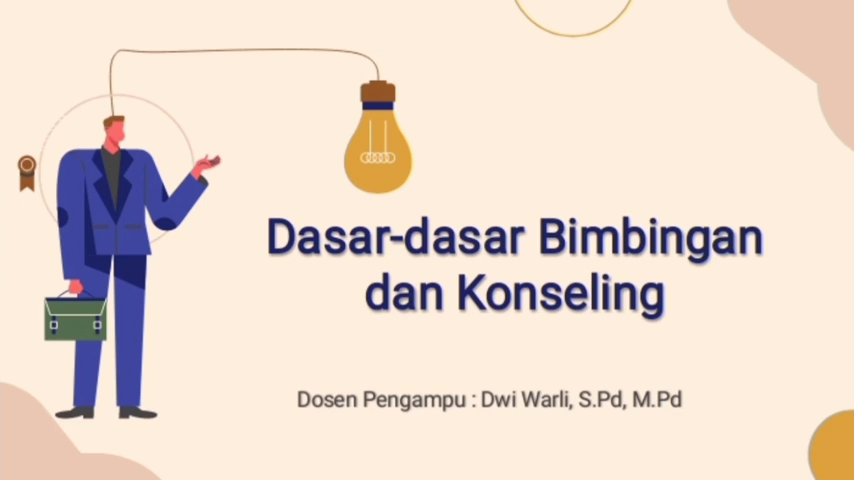 Dasar-dasar Bimbingan
dan Konseling
Dosen Pengampu : Dwi Warli, S.Pd, M.Pd